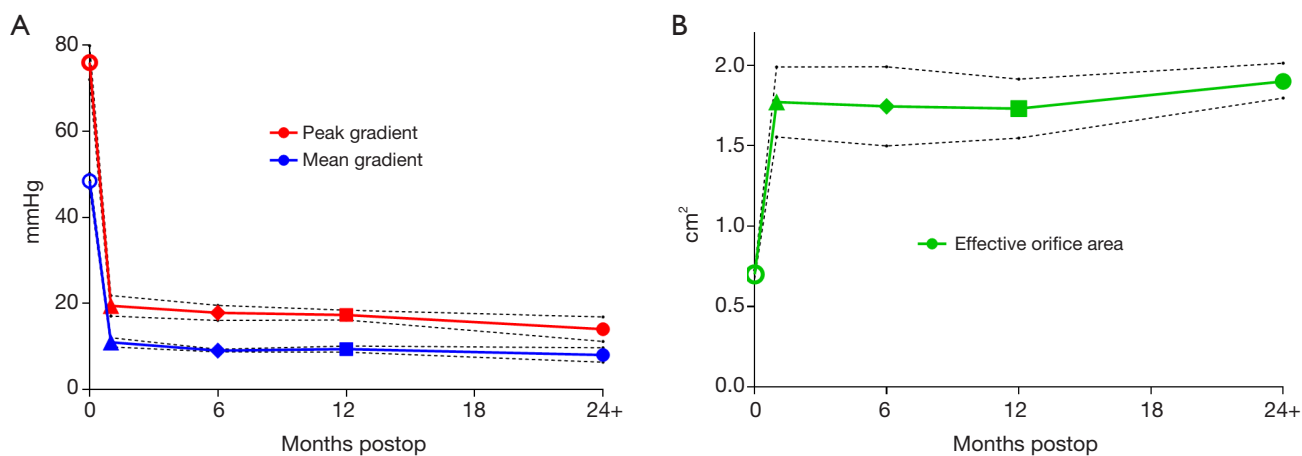 A
80
60
40
20
0
mmHg
Peak gradient
Mean gradient
0
6
12
18
24+
Months postop
B
2.0
1.5
1.0
0.5
0.0
cm²
Effective orifice area
0
6
12
18
24+
Months postop